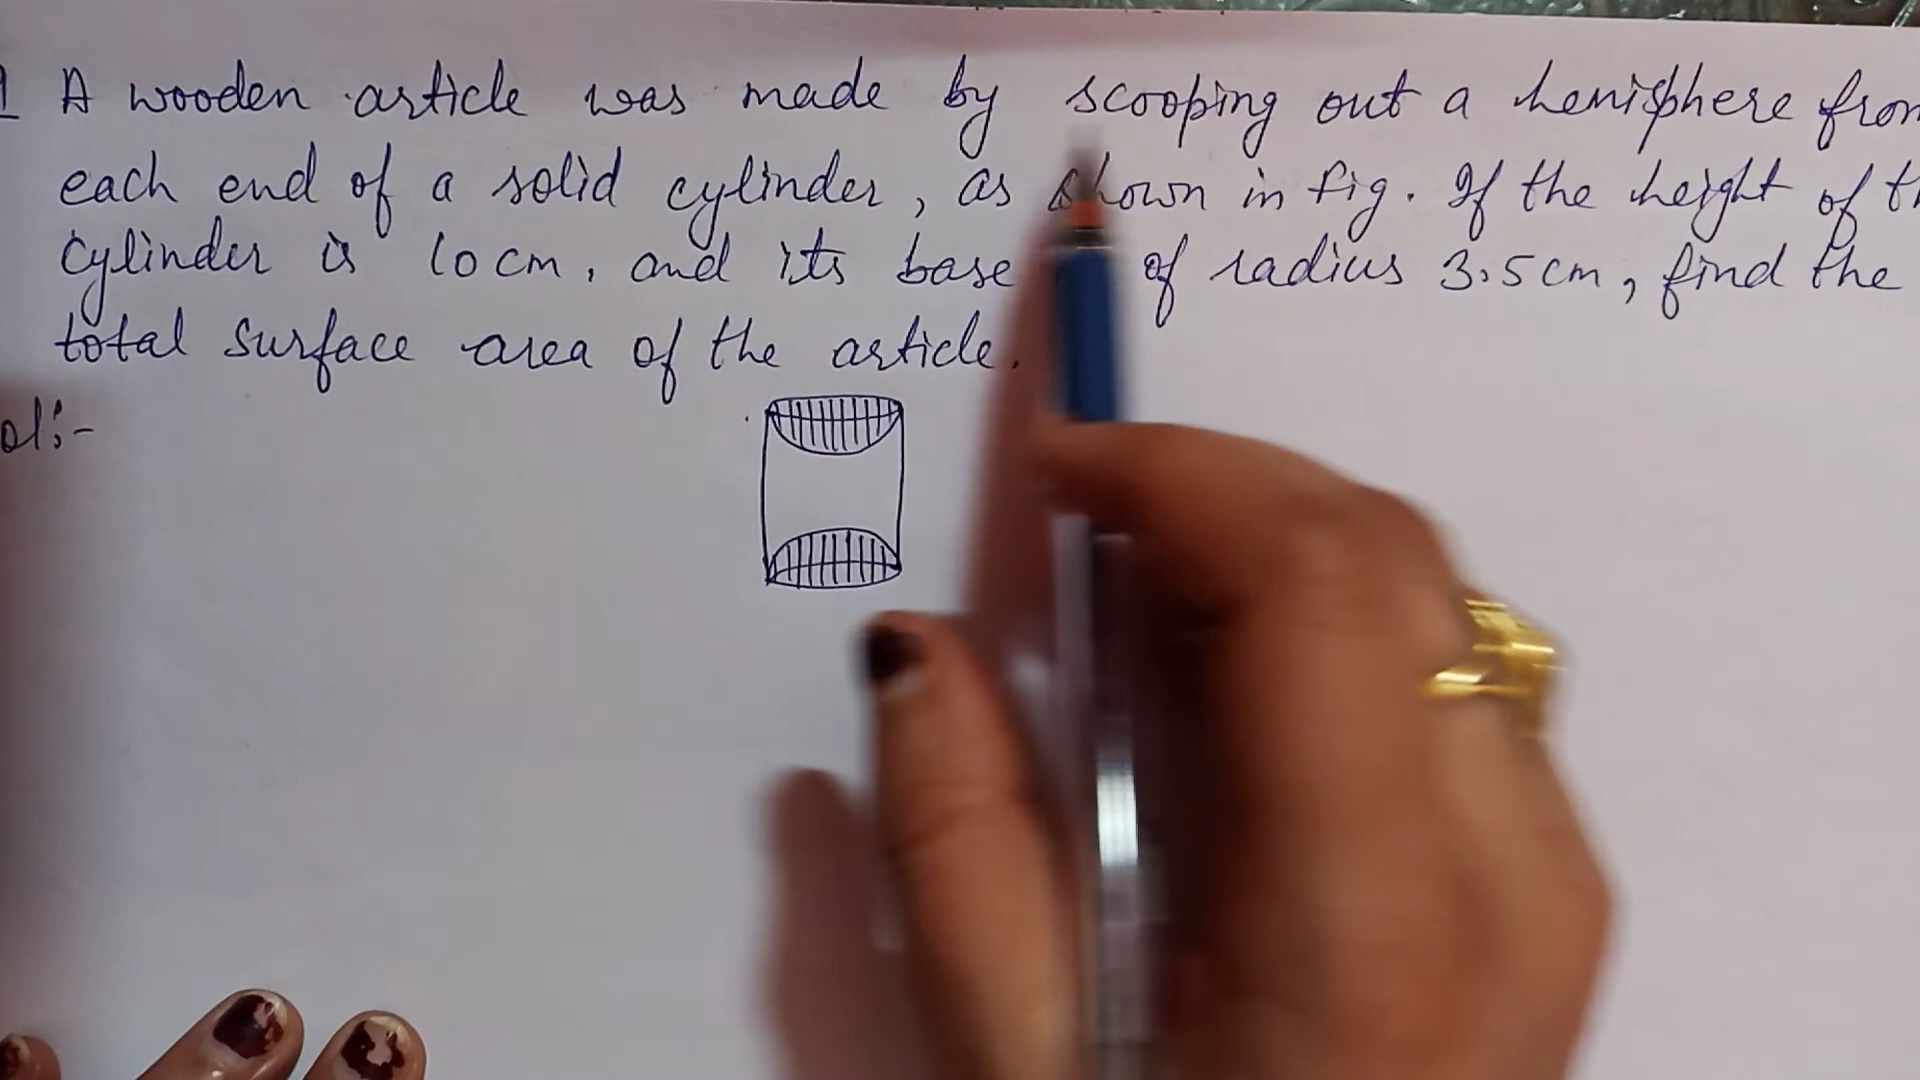 A wooden article was made by scooping out a hemisphere from
each end of a solid cylinder, as shown in fig. If the height of
cylinder is 10 cm, and its base of radius 3.5 cm, find the
total surface area of the article.
ol:-